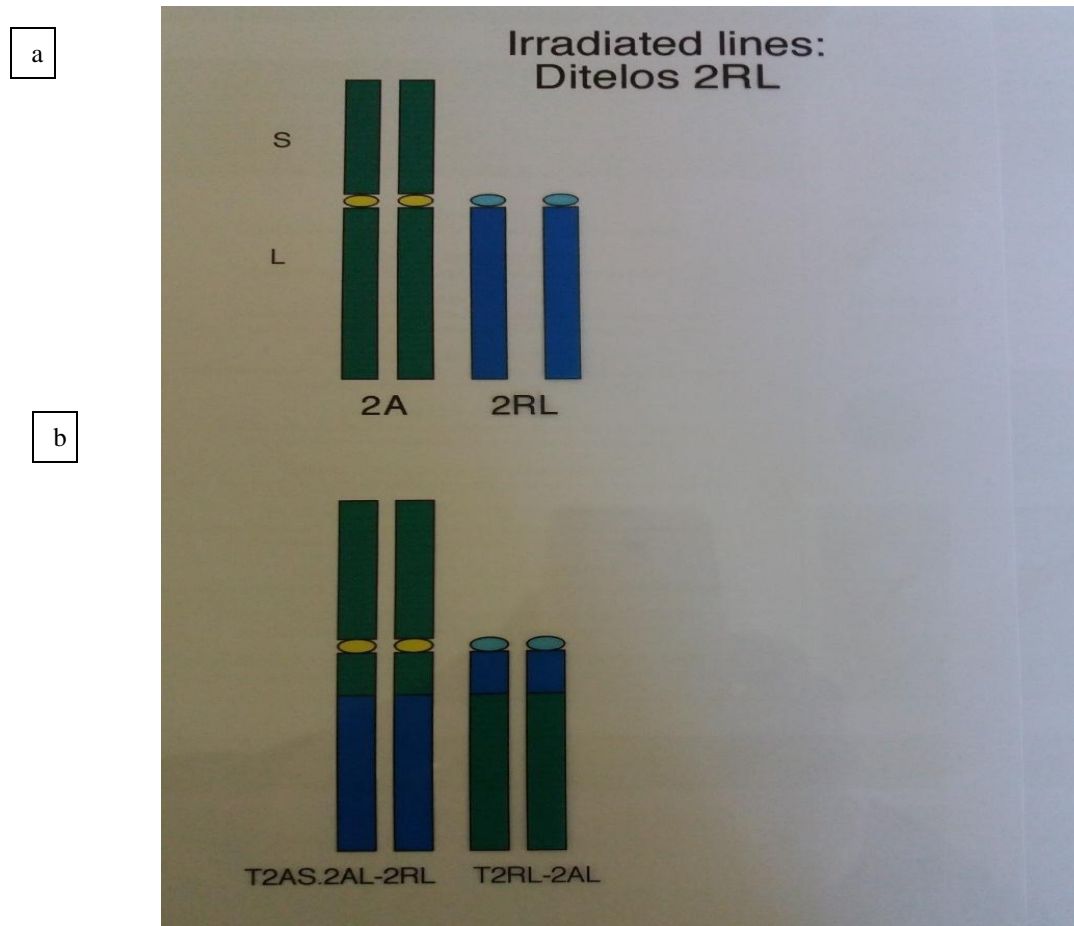 a
Irradiated lines:
Ditelos 2RL
S
L
2A 2RL
b
T2AS.2AL-2RL T2RL-2AL